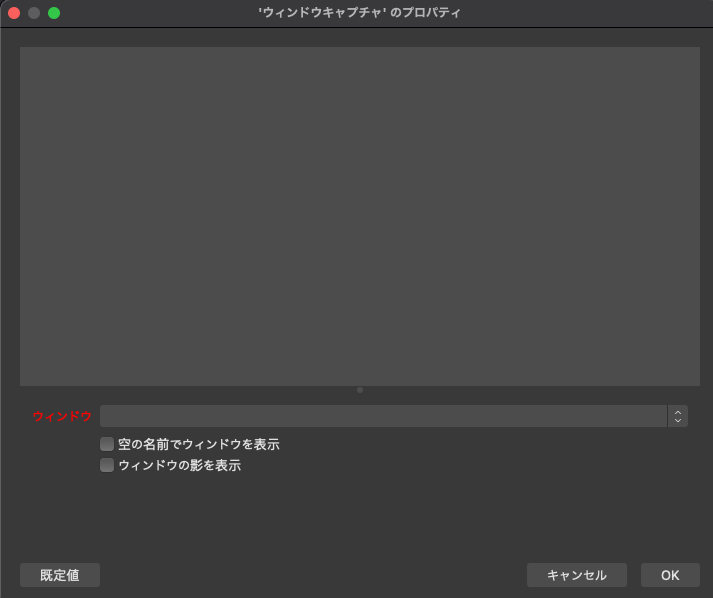 'ウィンドウキャプチャ' のプロパティ
ウィンドウ
空の名前でウィンドウを表示
ウィンドウの影を表示
既定値
キャンセル
OK